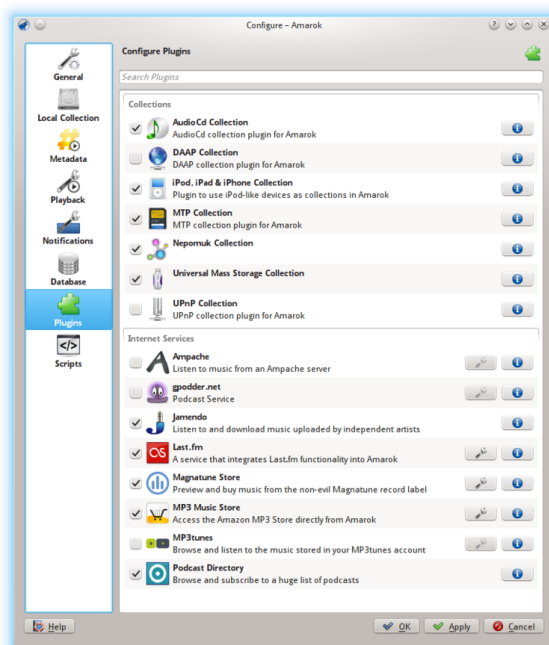 Configure – Amarok
Configure Plugins
Search Plugins
General
Local Collection
Metadata
Playback
Notifications
Database
Plugins
Scripts
Collections
AudioCd Collection
AudioCd collection plugin for Amarok
DAAP Collection
DAAP collection plugin for Amarok
iPod, iPad & iPhone Collection
Plugin to use iPod-like devices as collections in Amarok
MTP Collection
MTP collection plugin for Amarok
Nepomuk Collection
Universal Mass Storage Collection
UPnP Collection
UPnP collection plugin for Amarok
Internet Services
Ampache
Listen to music from an Ampache server
gpodder.net
Podcast Service
Jamendo
Listen to and download music uploaded by independent artists
Last.fm
A service that integrates Last.fm functionality into Amarok
Magnatune Store
Preview and buy music from the non-evil Magnatune record label
MP3 Music Store
Access the Amazon MP3 Store directly from Amarok
MP3tunes
Browse and listen to the music stored in your MP3tunes account
Podcast Directory
Browse and subscribe to a huge list of podcasts
Help
OK
Apply
Cancel